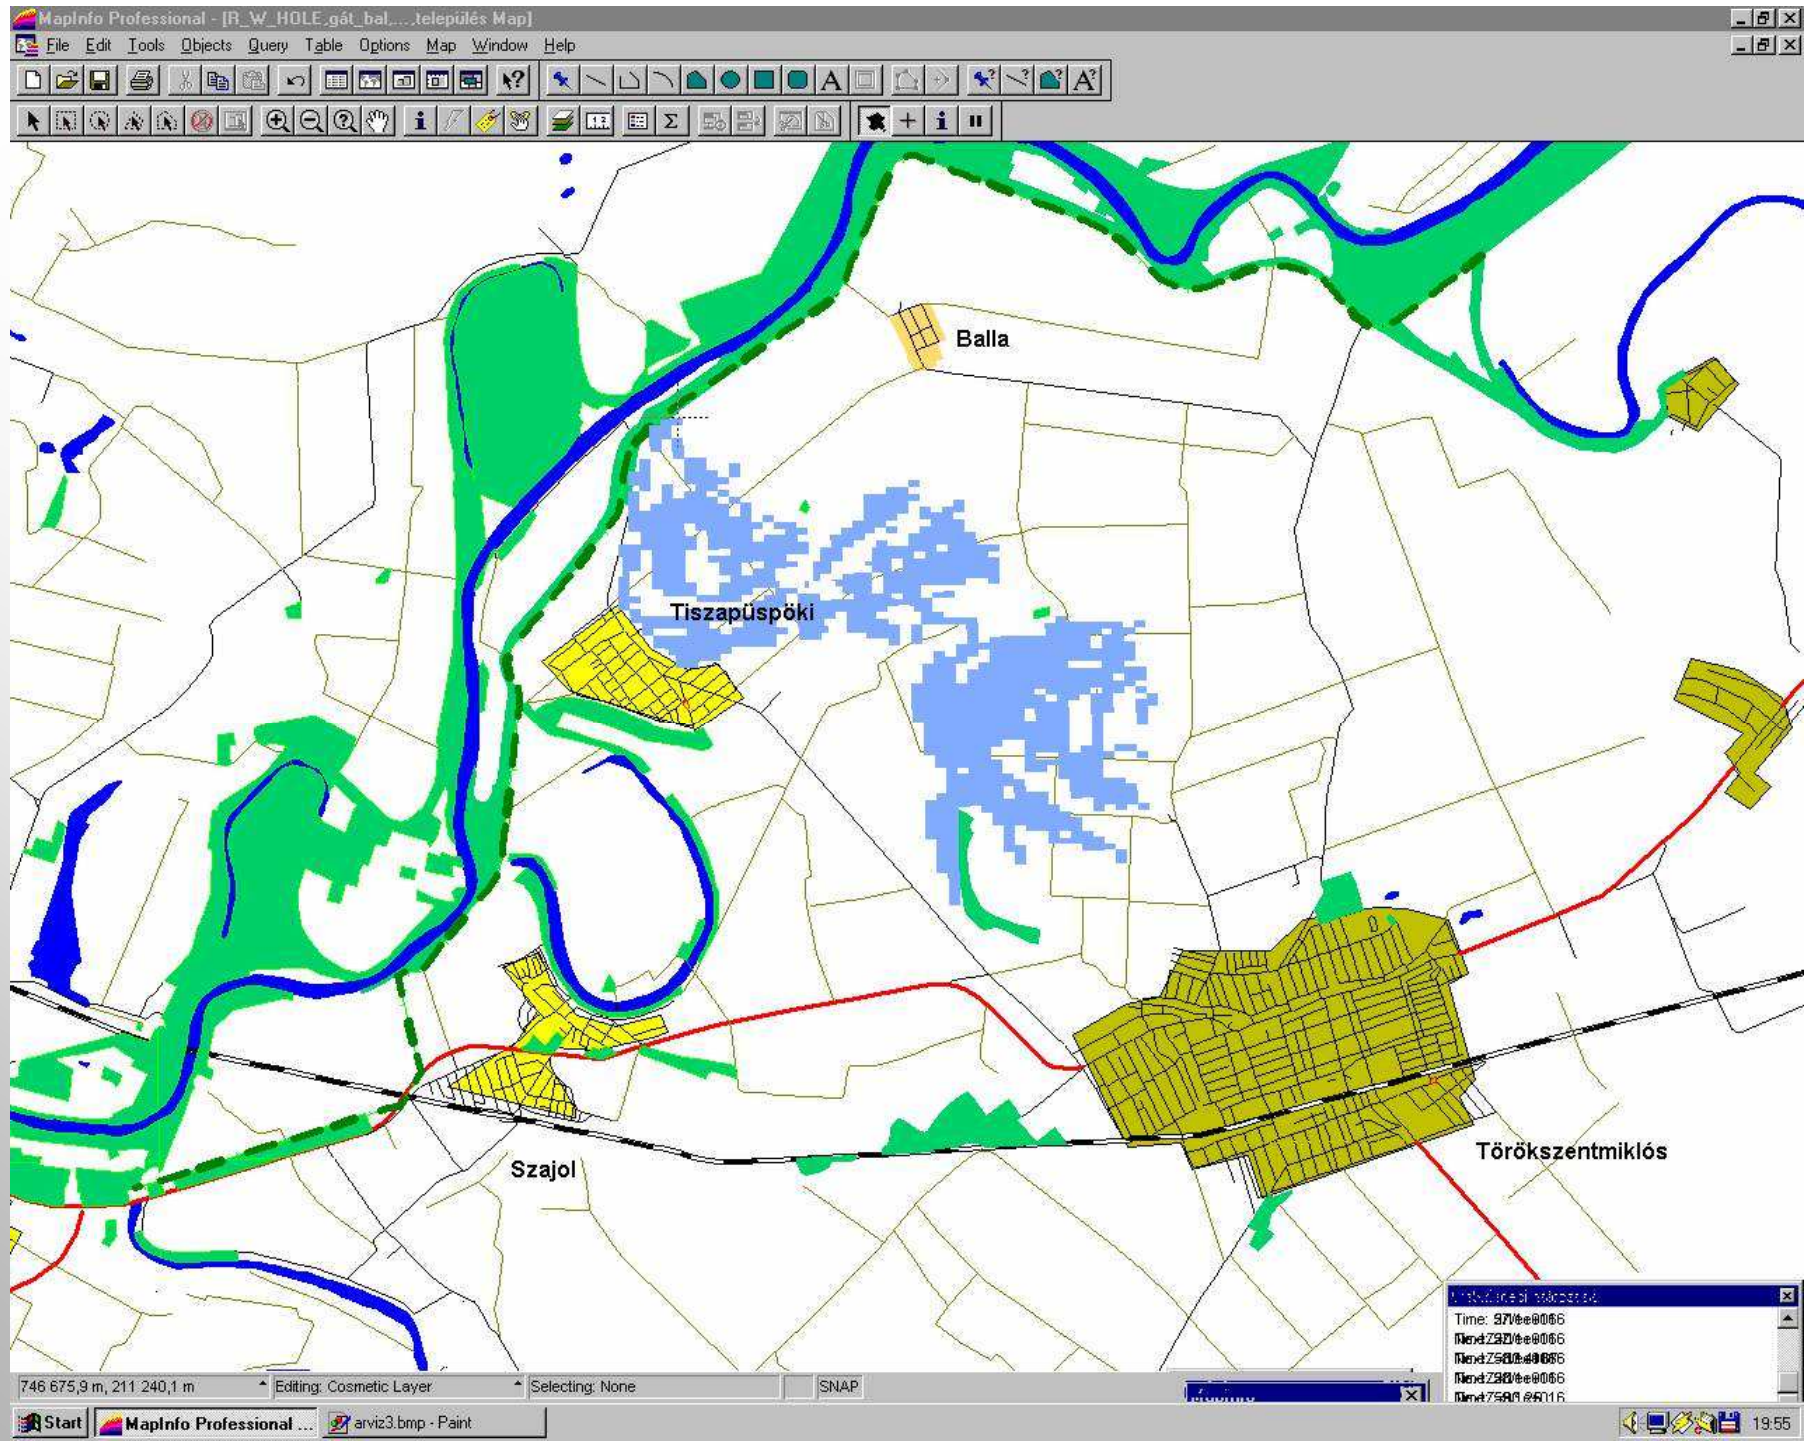 MapInfo Professional - [R_W_HOLE,gát_bal,...,település Map]
File Edit Tools Objects Query Table Options Map Window Help
Balla
Tiszapüspöki
Szajol
Törökszentmiklós
Time:
746 675,9 m, 211 240,1 m Editing: Cosmetic Layer Selecting: None SNAP
MapInfo
Start MapInfo Professional ... arviz3.bmp - Paint 19:55